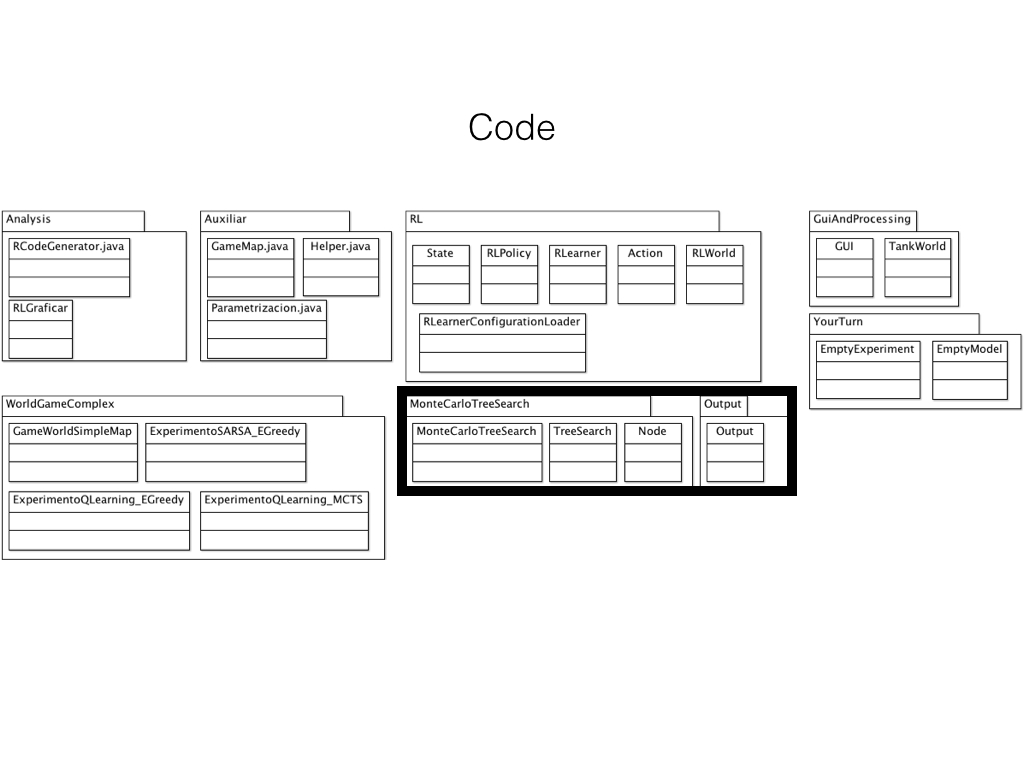 Code
Analysis
RCodeGenerator.java
RLGraficar
Auxiliar
GameMap.java
Helper.java
Parametrizacion.java
RL
State
RLPolicy
RLearner
Action
RLWorld
RLearnerConfigurationLoader
GuiAndProcessing
GUI
TankWorld
YourTurn
EmptyExperiment
EmptyModel
WorldGameComplex
GameWorldSimpleMap
ExperimentoSARSA_EGreedy
ExperimentoQLearning_EGreedy
ExperimentoQLearning_MCTS
MonteCarloTreeSearch
MonteCarloTreeSearch
TreeSearch
Node
Output
Output